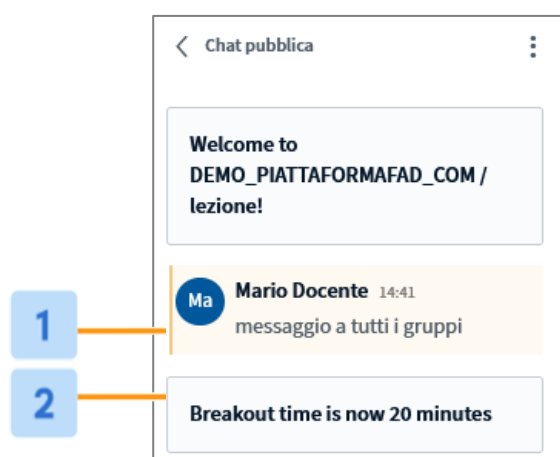 Chat pubblica
Welcome to
DEMO_PIATTAFORMAFAD_COM /
lezione!
Ma
Mario Docente 14:41
messaggio a tutti i gruppi
1
2
Breakout time is now 20 minutes